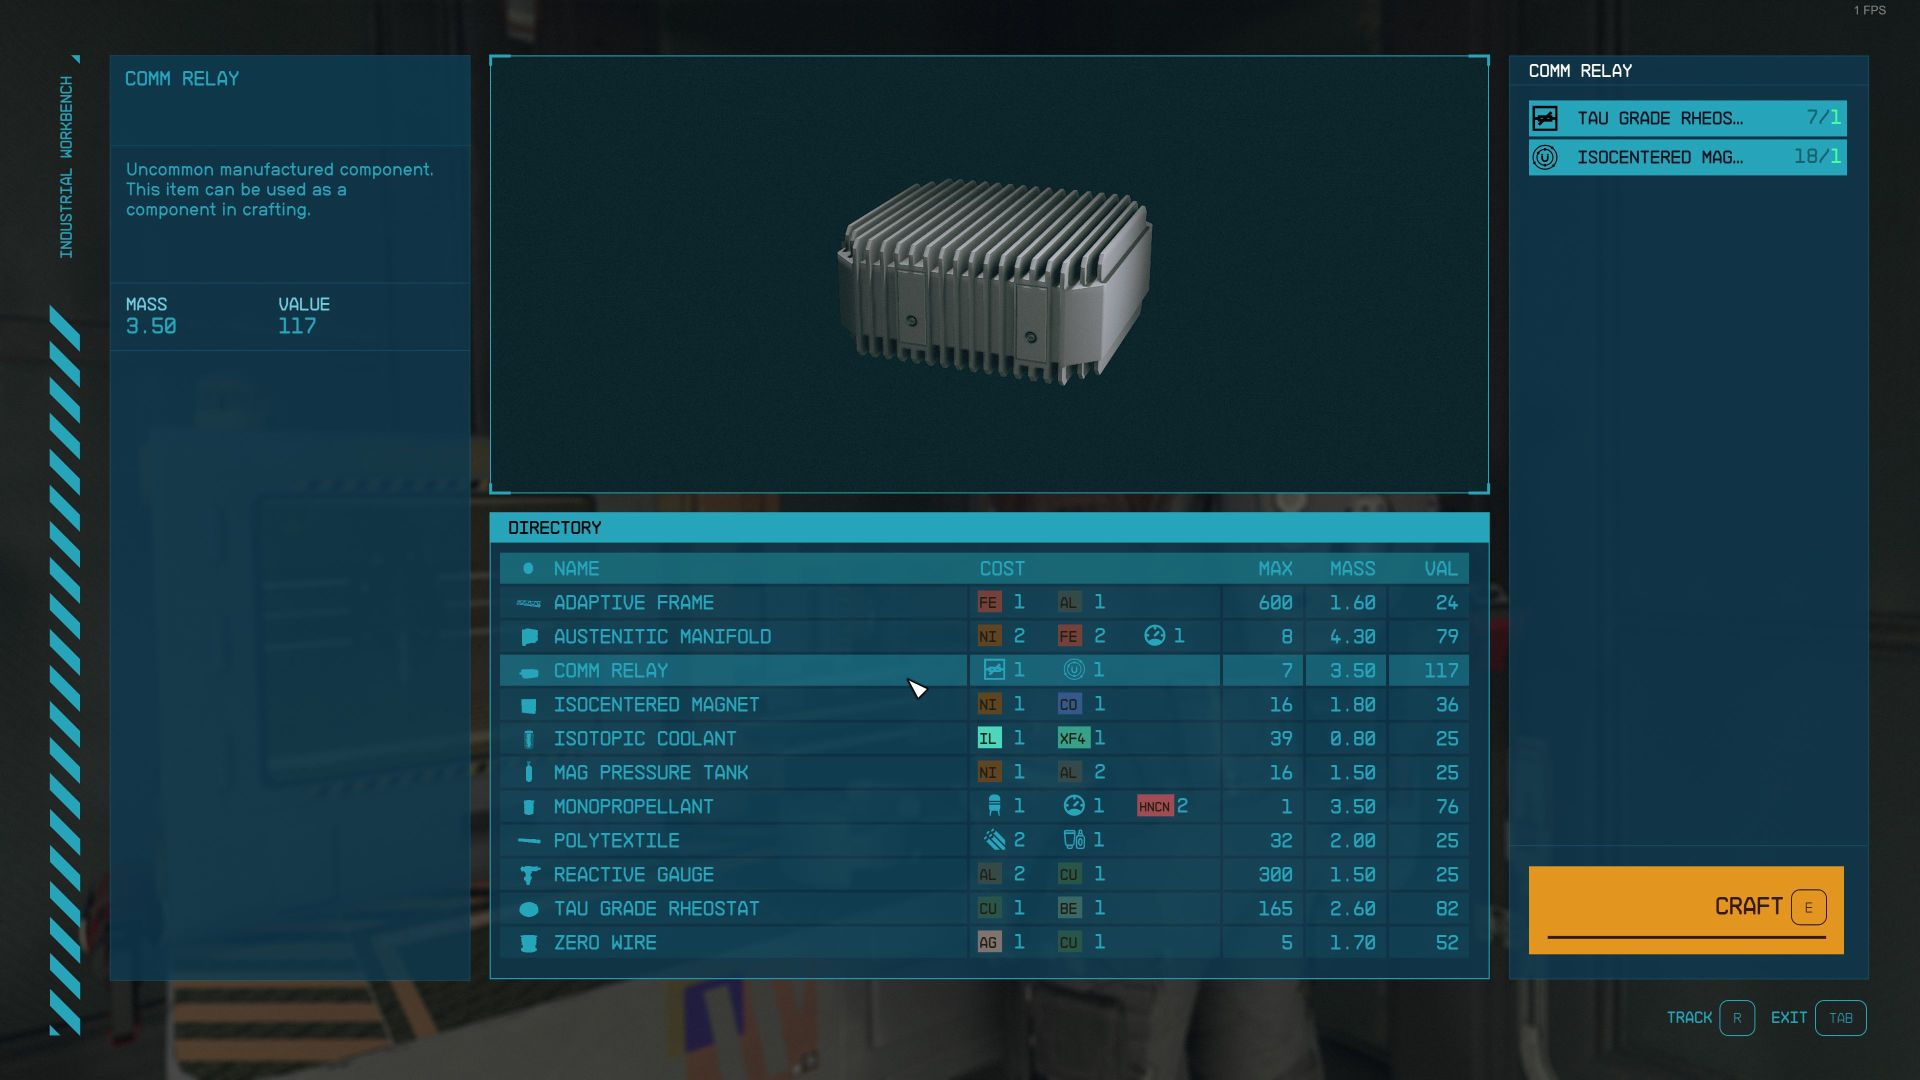 1 FPS
INDUSTRIAL WORKBENCH
COMM RELAY
Uncommon manufactured component.
This item can be used as a
component in crafting.
MASS VALUE
3.50 117
COMM RELAY
TAU GRADE RHEOS... 7/1
ISOCENTERED MAG... 18/1
DIRECTORY
NAME COST MAX MASS VAL
ADAPTIVE FRAME FE 1 AL 1 600 1.60 24
AUSTENITIC MANIFOLD NI 2 FE 2 1 8 4.30 79
COMM RELAY 1 1 7 3.50 117
ISOCENTERED MAGNET NI 1 CO 1 16 1.80 36
ISOTOPIC COOLANT IL 1 XF4 1 39 0.80 25
MAG PRESSURE TANK NI 1 AL 2 16 1.50 25
MONOPROPELLANT 1 1 HNCN 2 1 3.50 76
POLYTEXTILE 2 1 32 2.00 25
REACTIVE GAUGE AL 2 CU 1 300 1.50 25
TAU GRADE RHEOSTAT CU 1 BE 1 165 2.60 82
ZERO WIRE AG 1 CU 1 5 1.70 52
CRAFT E
TRACK R EXIT TAB